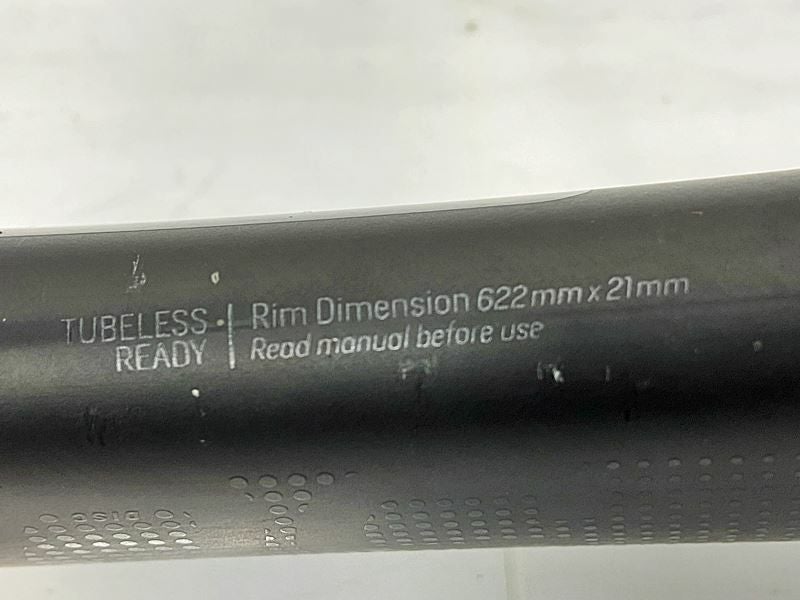 TUBELESS
READY
Rim Dimension 622mm x 21mm
Read manual before use